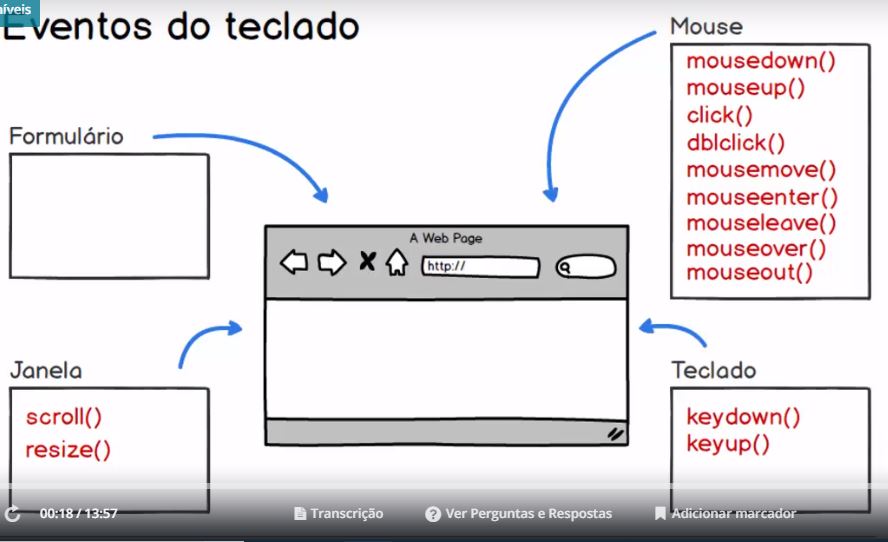 níveis
Eventos do teclado
Mouse
mousedown()
mouseup()
click()
dblclick()
mousemove()
mouseenter()
mouseleave()
mouseover()
mouseout()
Formulário
A Web Page
http://
Janela
scroll()
resize()
Teclado
keydown()
keyup()
00:18 / 13:57
Transcrição
Ver Perguntas e Respostas
Adicionar marcador